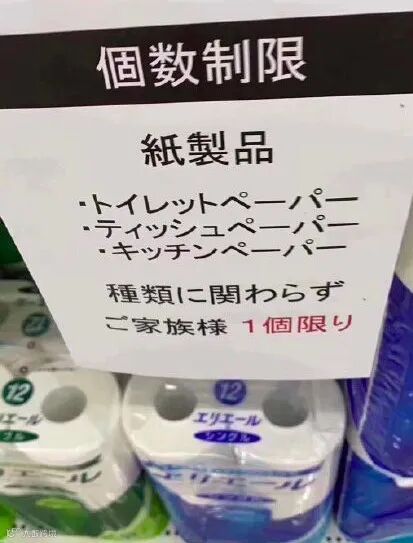 個数制限
紙製品
・トイレットペーパー
・ティッシュペーパー
・キッチンペーパー
種類に関わらず
ご家族様 1個限り
12
エリエール
シングル
エリエール
12